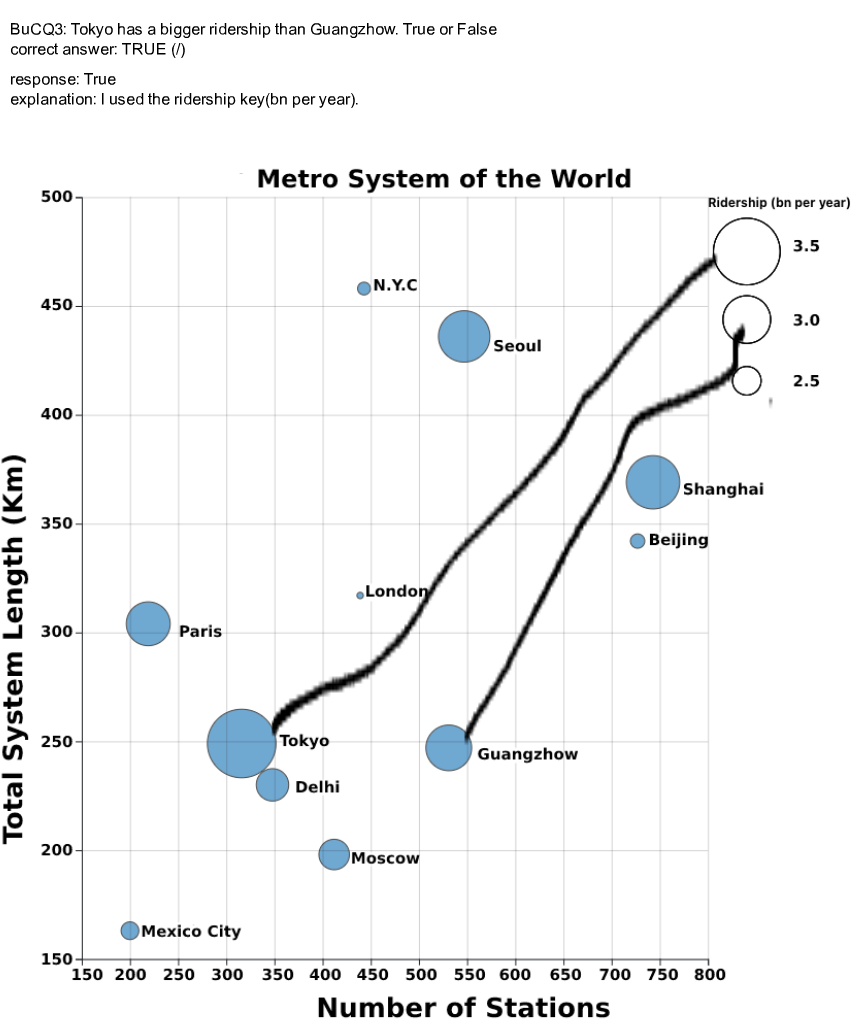 BuCQ3: Tokyo has a bigger ridership than Guangzhow. True or False
correct answer: TRUE (/)
response: True
explanation: I used the ridership key(bn per year).
Metro System of the World
Ridership (bn per year)
3.5
3.0
2.5
500
450
400
350
300
250
200
150
Total System Length (Km)
N.Y.C
Seoul
Shanghai
Beijing
London
Paris
Tokyo
Guangzhow
Delhi
Moscow
Mexico City
150 200 250 300 350 400 450 500 550 600 650 700 750 800
Number of Stations